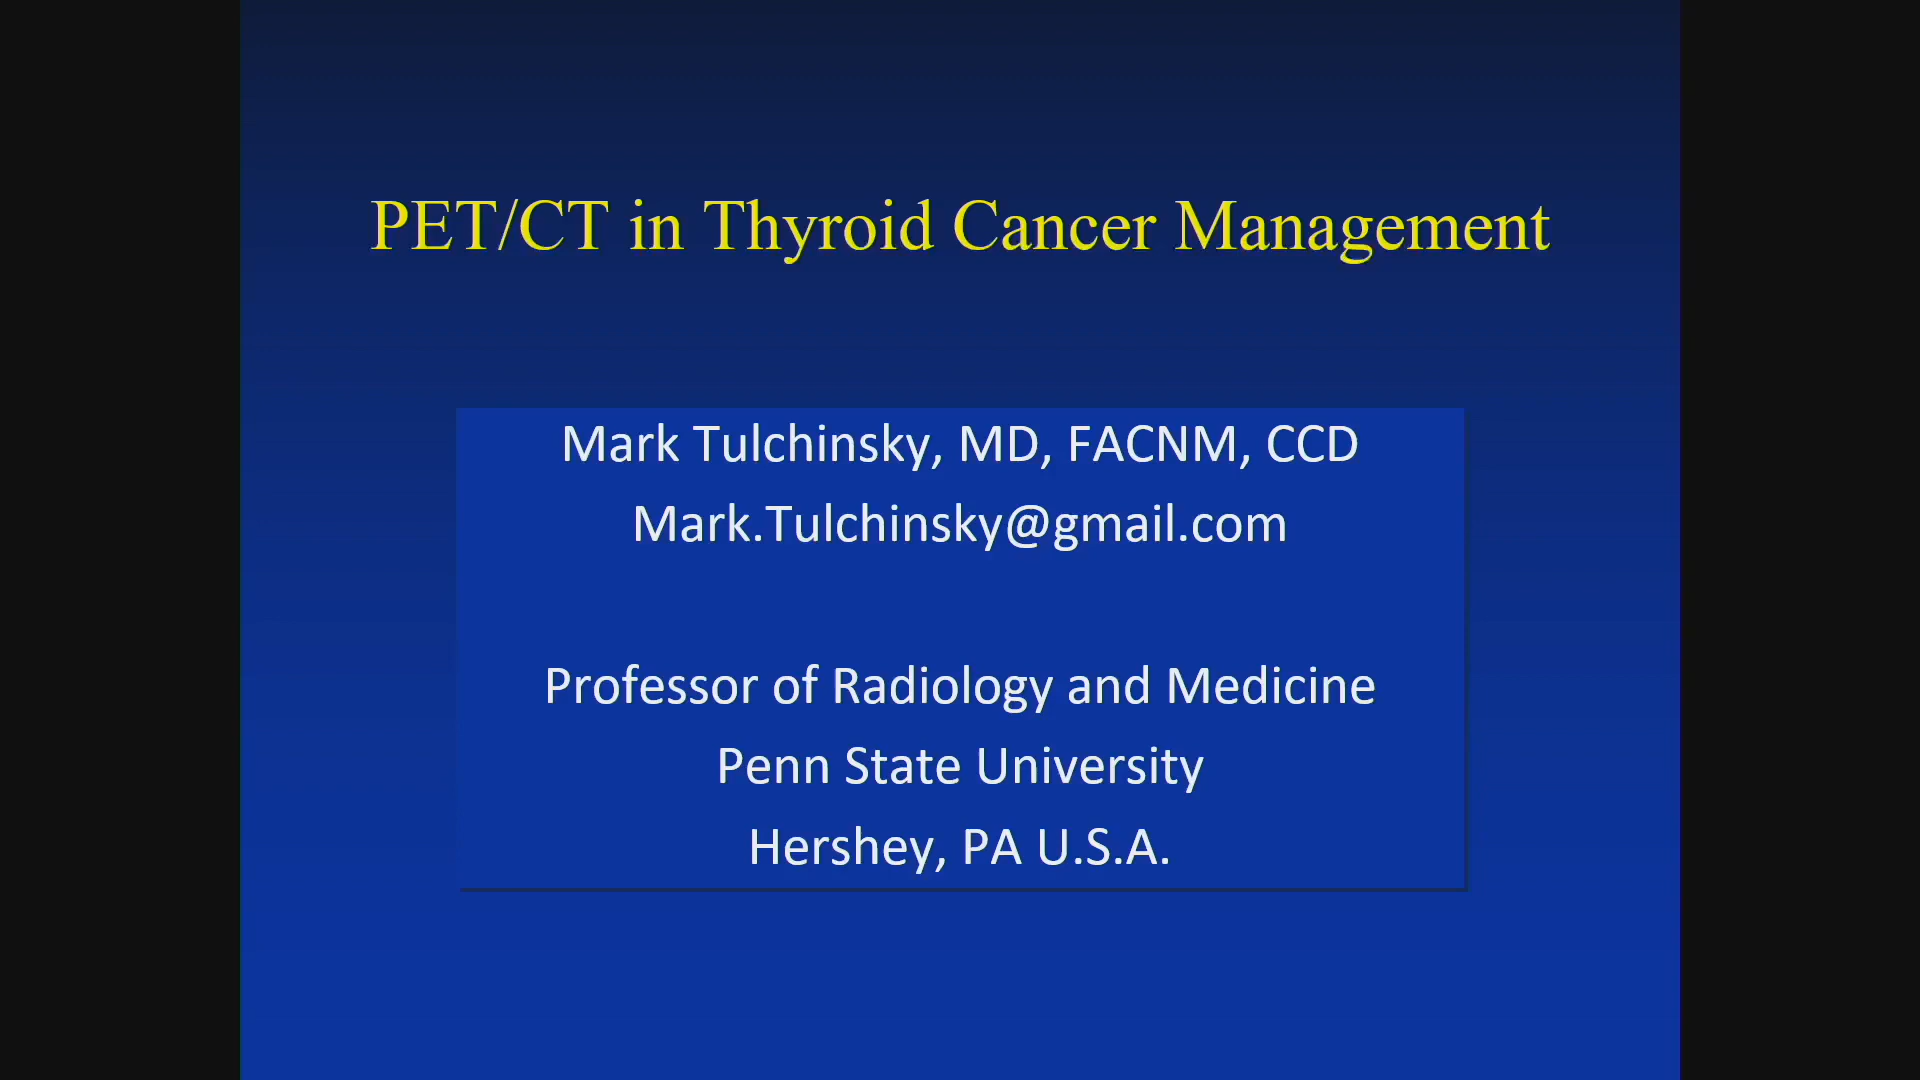 PET/CT in Thyroid Cancer Management
Mark Tulchinsky, MD, FACNM, CCD
Mark.Tulchinsky@gmail.com
Professor of Radiology and Medicine
Penn State University
Hershey, PA U.S.A.